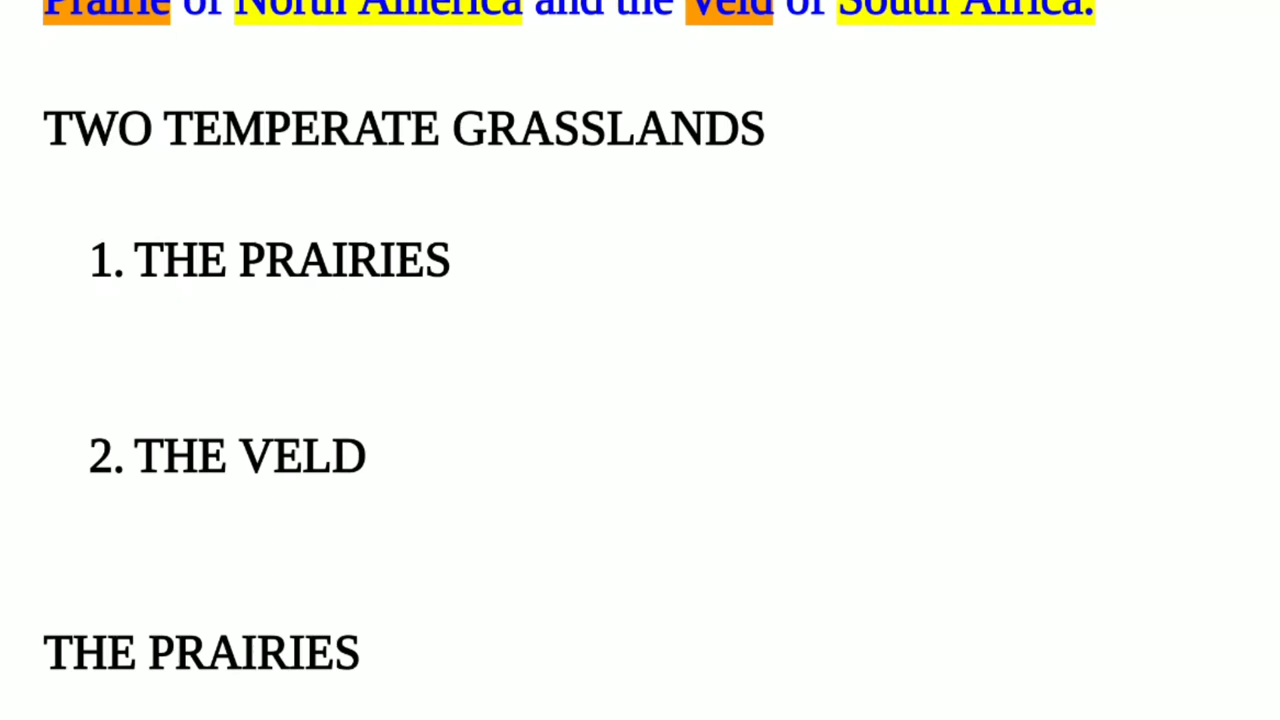 Prairie of North America and the Veld of South Africa.
TWO TEMPERATE GRASSLANDS
1. THE PRAIRIES
2. THE VELD
THE PRAIRIES